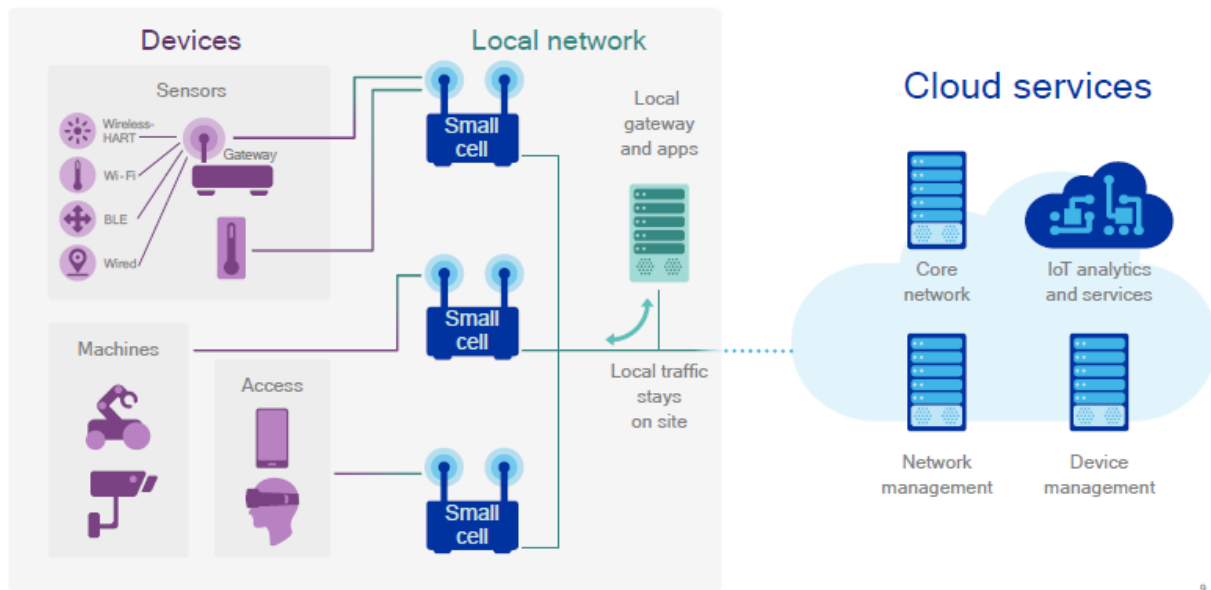 Devices
Local network
Cloud services
Sensors
Wireless-
HART
Wi-Fi
BLE
Wired
Gateway
Small
cell
Local
gateway
and apps
Small
cell
Local traffic
stays
on site
Machines
Access
Small
cell
Core
network
IoT analytics
and services
Network
management
Device
management
9